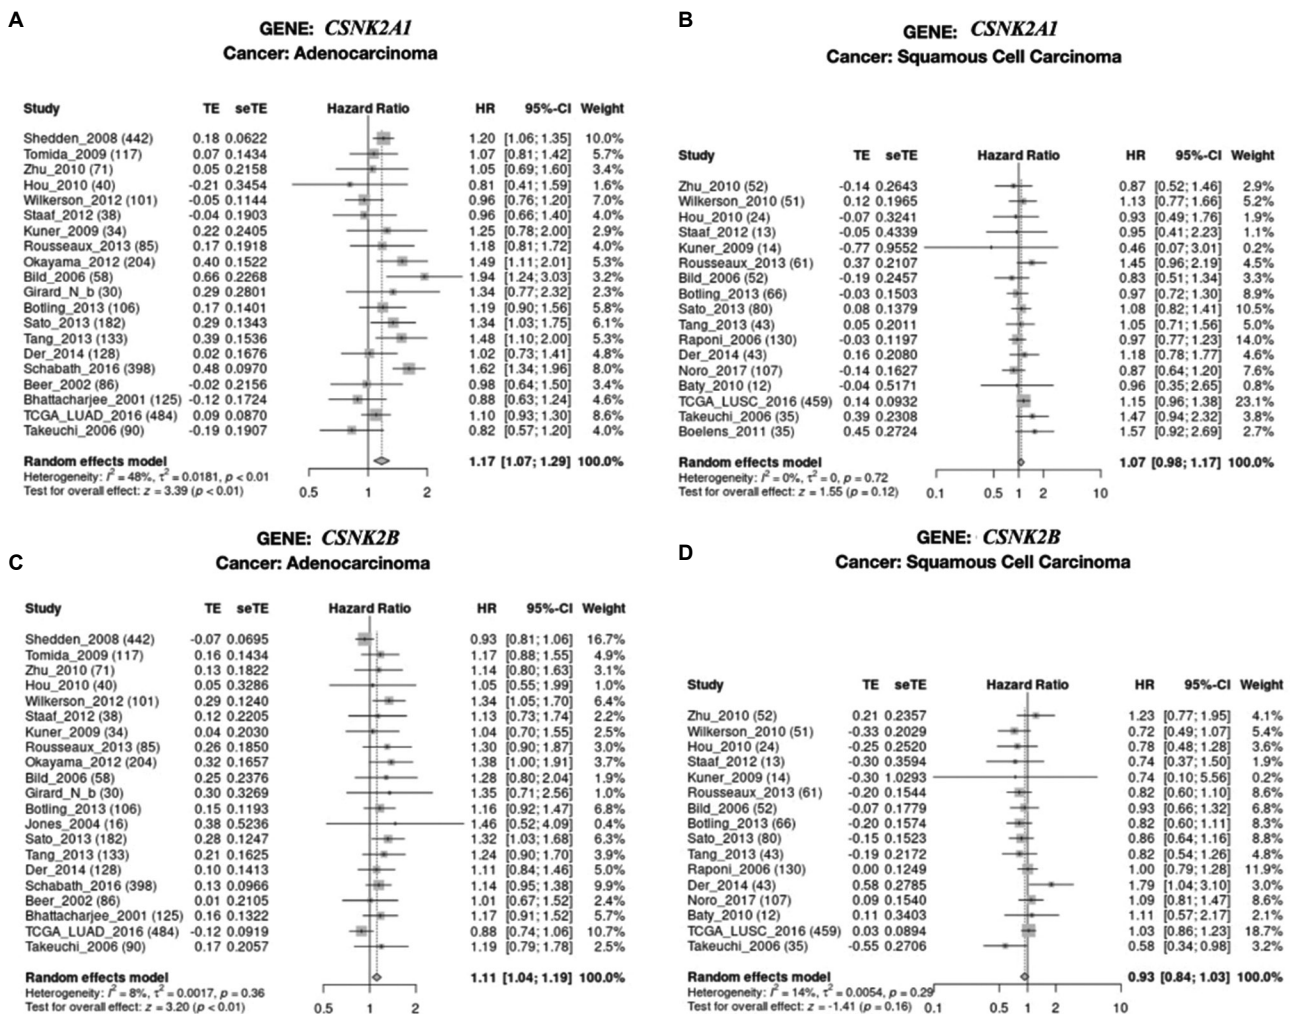 A
GENE: CSNK2A1
Cancer: Adenocarcinoma
Study TE seTE Hazard Ratio HR 95%-CI Weight
Shedden_2008 (442) 0.18 0.0622 1.20 [1.06; 1.35] 10.0%
Tomida_2009 (117) 0.07 0.1434 1.07 [0.81; 1.42] 5.7%
Zhu_2010 (71) 0.05 0.2158 1.05 [0.69; 1.60] 3.4%
Hou_2010 (40) -0.21 0.3454 0.81 [0.41; 1.59] 1.6%
Wilkerson_2012 (101) -0.05 0.1144 0.96 [0.76; 1.20] 7.0%
Staaf_2012 (38) -0.04 0.1903 0.96 [0.66; 1.40] 4.0%
Kuner_2009 (34) 0.22 0.2405 1.25 [0.78; 2.00] 2.9%
Rousseaux_2013 (85) 0.17 0.1918 1.18 [0.81; 1.72] 4.0%
Okayama_2012 (204) 0.40 0.1522 1.49 [1.11; 2.01] 5.3%
Bild_2006 (58) 0.66 0.2268 1.94 [1.24; 3.03] 3.2%
Girard_N_b (30) 0.29 0.2801 1.34 [0.77; 2.32] 2.3%
Botling_2013 (106) 0.17 0.1401 1.19 [0.90; 1.56] 5.8%
Sato_2013 (182) 0.29 0.1343 1.34 [1.03; 1.75] 6.1%
Tang_2013 (133) 0.39 0.1536 1.48 [1.10; 2.00] 5.3%
Der_2014 (128) 0.02 0.1676 1.02 [0.73; 1.41] 4.8%
Schabath_2016 (398) 0.48 0.0970 1.62 [1.34; 1.96] 8.0%
Beer_2002 (86) -0.02 0.2156 0.98 [0.64; 1.50] 3.4%
Bhattacharjee_2001 (125) -0.12 0.1724 0.88 [0.63; 1.24] 4.6%
TCGA_LUAD_2016 (484) 0.09 0.0870 1.10 [0.93; 1.30] 8.6%
Takeuchi_2006 (90) -0.19 0.1907 0.82 [0.57; 1.20] 4.0%
Random effects model 1.17 [1.07; 1.29] 100.0%
Heterogeneity: I² = 48%, τ² = 0.0181, p < 0.01
Test for overall effect: z = 3.39 (p < 0.01)
0.5 1 2
B
GENE: CSNK2A1
Cancer: Squamous Cell Carcinoma
Study TE seTE Hazard Ratio HR 95%-CI Weight
Zhu_2010 (52) -0.14 0.2643 0.87 [0.52; 1.46] 2.9%
Wilkerson_2010 (51) 0.12 0.1965 1.13 [0.77; 1.66] 5.2%
Hou_2010 (24) -0.07 0.3241 0.93 [0.49; 1.76] 1.9%
Staaf_2012 (13) -0.05 0.4339 0.95 [0.41; 2.23] 1.1%
Kuner_2009 (14) -0.77 0.9552 0.46 [0.07; 3.01] 0.2%
Rousseaux_2013 (61) 0.37 0.2107 1.45 [0.96; 2.19] 4.5%
Bild_2006 (52) -0.19 0.2457 0.83 [0.51; 1.34] 3.3%
Botling_2013 (66) -0.03 0.1503 0.97 [0.72; 1.30] 8.9%
Sato_2013 (80) 0.08 0.1379 1.08 [0.82; 1.41] 10.5%
Tang_2013 (43) 0.05 0.2011 1.05 [0.71; 1.56] 5.0%
Raponi_2006 (130) -0.03 0.1197 0.97 [0.77; 1.23] 14.0%
Der_2014 (43) 0.16 0.2080 1.18 [0.78; 1.77] 4.6%
Noro_2017 (107) -0.14 0.1627 0.87 [0.64; 1.20] 7.6%
Baty_2010 (12) -0.04 0.5171 0.96 [0.35; 2.65] 0.8%
TCGA_LUSC_2016 (459) 0.14 0.0932 1.15 [0.96; 1.38] 23.1%
Takeuchi_2006 (35) 0.39 0.2308 1.47 [0.94; 2.32] 3.8%
Boelens_2011 (35) 0.45 0.2724 1.57 [0.92; 2.69] 2.7%
Random effects model 1.07 [0.98; 1.17] 100.0%
Heterogeneity: I² = 0%, τ² = 0, p = 0.72
Test for overall effect: z = 1.55 (p = 0.12)
0.1 0.5 1 2 10
C
GENE: CSNK2B
Cancer: Adenocarcinoma
Study TE seTE Hazard Ratio HR 95%-CI Weight
Shedden_2008 (442) -0.07 0.0695 0.93 [0.81; 1.06] 16.7%
Tomida_2009 (117) 0.16 0.1434 1.17 [0.88; 1.55] 4.9%
Zhu_2010 (71) 0.13 0.1822 1.14 [0.80; 1.63] 3.1%
Hou_2010 (40) 0.05 0.3286 1.05 [0.55; 1.99] 1.0%
Wilkerson_2012 (101) 0.29 0.1240 1.34 [1.05; 1.70] 6.4%
Staaf_2012 (38) 0.12 0.2205 1.13 [0.73; 1.74] 2.2%
Kuner_2009 (34) 0.04 0.2030 1.04 [0.70; 1.55] 2.5%
Rousseaux_2013 (85) 0.26 0.1850 1.30 [0.90; 1.87] 3.0%
Okayama_2012 (204) 0.32 0.1657 1.38 [1.00; 1.91] 3.7%
Bild_2006 (58) 0.25 0.2376 1.28 [0.80; 2.04] 1.9%
Girard_N_b (30) 0.30 0.3269 1.35 [0.71; 2.56] 1.0%
Botling_2013 (106) 0.15 0.1193 1.16 [0.92; 1.47] 6.8%
Jones_2004 (16) 0.38 0.5236 1.46 [0.52; 4.09] 0.4%
Sato_2013 (182) 0.28 0.1247 1.32 [1.03; 1.68] 6.3%
Tang_2013 (133) 0.21 0.1625 1.24 [0.90; 1.70] 3.9%
Der_2014 (128) 0.10 0.1413 1.11 [0.84; 1.46] 5.0%
Schabath_2016 (398) 0.13 0.0966 1.14 [0.95; 1.38] 9.9%
Beer_2002 (86) 0.01 0.2105 1.01 [0.67; 1.52] 2.4%
Bhattacharjee_2001 (125) 0.16 0.1322 1.17 [0.91; 1.52] 5.7%
TCGA_LUAD_2016 (484) -0.12 0.0919 0.88 [0.74; 1.06] 10.7%
Takeuchi_2006 (90) 0.17 0.2057 1.19 [0.79; 1.78] 2.5%
Random effects model 1.11 [1.04; 1.19] 100.0%
Heterogeneity: I² = 8%, τ² = 0.0017, p = 0.36
Test for overall effect: z = 3.20 (p < 0.01)
0.5 1 2
D
GENE: CSNK2B
Cancer: Squamous Cell Carcinoma
Study TE seTE Hazard Ratio HR 95%-CI Weight
Zhu_2010 (52) 0.21 0.2357 1.23 [0.77; 1.95] 4.1%
Wilkerson_2010 (51) -0.33 0.2029 0.72 [0.49; 1.07] 5.4%
Hou_2010 (24) -0.25 0.2520 0.78 [0.48; 1.28] 3.6%
Staaf_2012 (13) -0.30 0.3594 0.74 [0.37; 1.50] 1.9%
Kuner_2009 (14) -0.30 1.0293 0.74 [0.10; 5.56] 0.2%
Rousseaux_2013 (61) -0.20 0.1544 0.82 [0.60; 1.10] 8.6%
Bild_2006 (52) -0.07 0.1779 0.93 [0.66; 1.32] 6.8%
Botling_2013 (66) -0.20 0.1574 0.82 [0.60; 1.11] 8.3%
Sato_2013 (80) -0.15 0.1523 0.86 [0.64; 1.16] 8.8%
Tang_2013 (43) -0.19 0.2172 0.82 [0.54; 1.26] 4.8%
Raponi_2006 (130) 0.00 0.1249 1.00 [0.79; 1.28] 11.9%
Der_2014 (43) 0.58 0.2785 1.79 [1.04; 3.10] 3.0%
Noro_2017 (107) 0.09 0.1540 1.09 [0.81; 1.47] 8.6%
Baty_2010 (12) 0.11 0.3403 1.11 [0.57; 2.17] 2.1%
TCGA_LUSC_2016 (459) 0.03 0.0894 1.03 [0.86; 1.23] 18.7%
Takeuchi_2006 (35) -0.55 0.2706 0.58 [0.34; 0.98] 3.2%
Random effects model 0.93 [0.84; 1.03] 100.0%
Heterogeneity: I² = 14%, τ² = 0.0054, p = 0.29
Test for overall effect: z = -1.41 (p = 0.16)
0.1 0.5 1 2 10